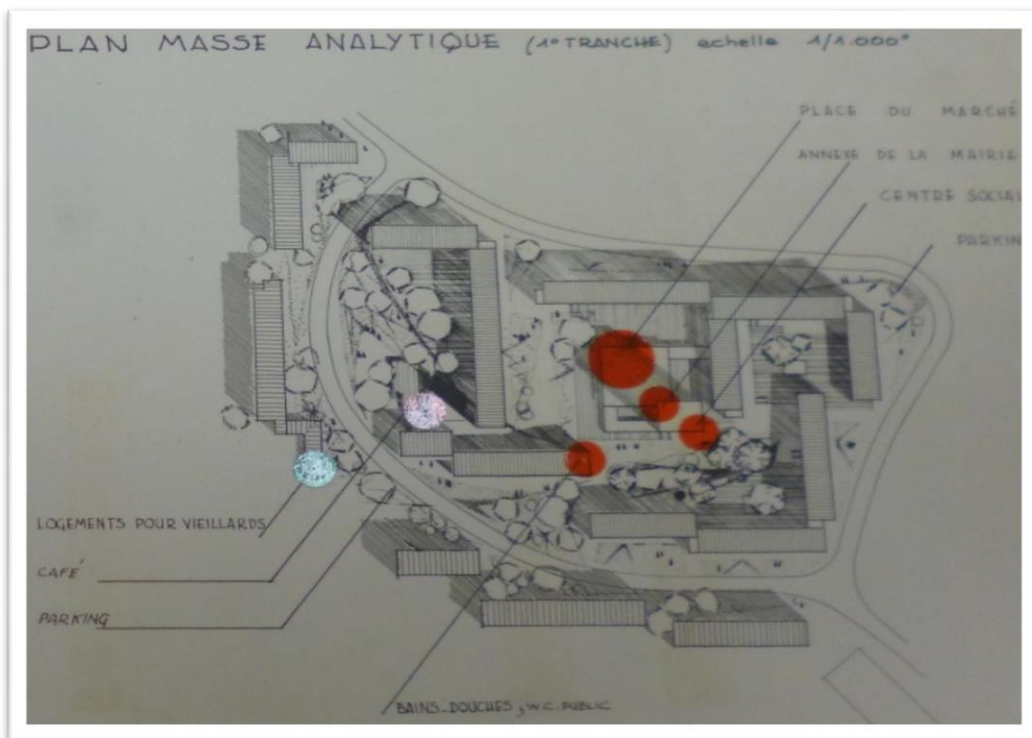 PLAN MASSE ANALYTIQUE (1° TRANCHE) echelle 1/1.000°
PLACE DU MARCHÉ
ANNEXE DE LA MAIRIE
CENTRE SOCIAL
PARKIN
LOGEMENTS POUR VIEILLARDS
CAFÉ
PARKING
BAINS-DOUCHES, W.C. PUBLIC